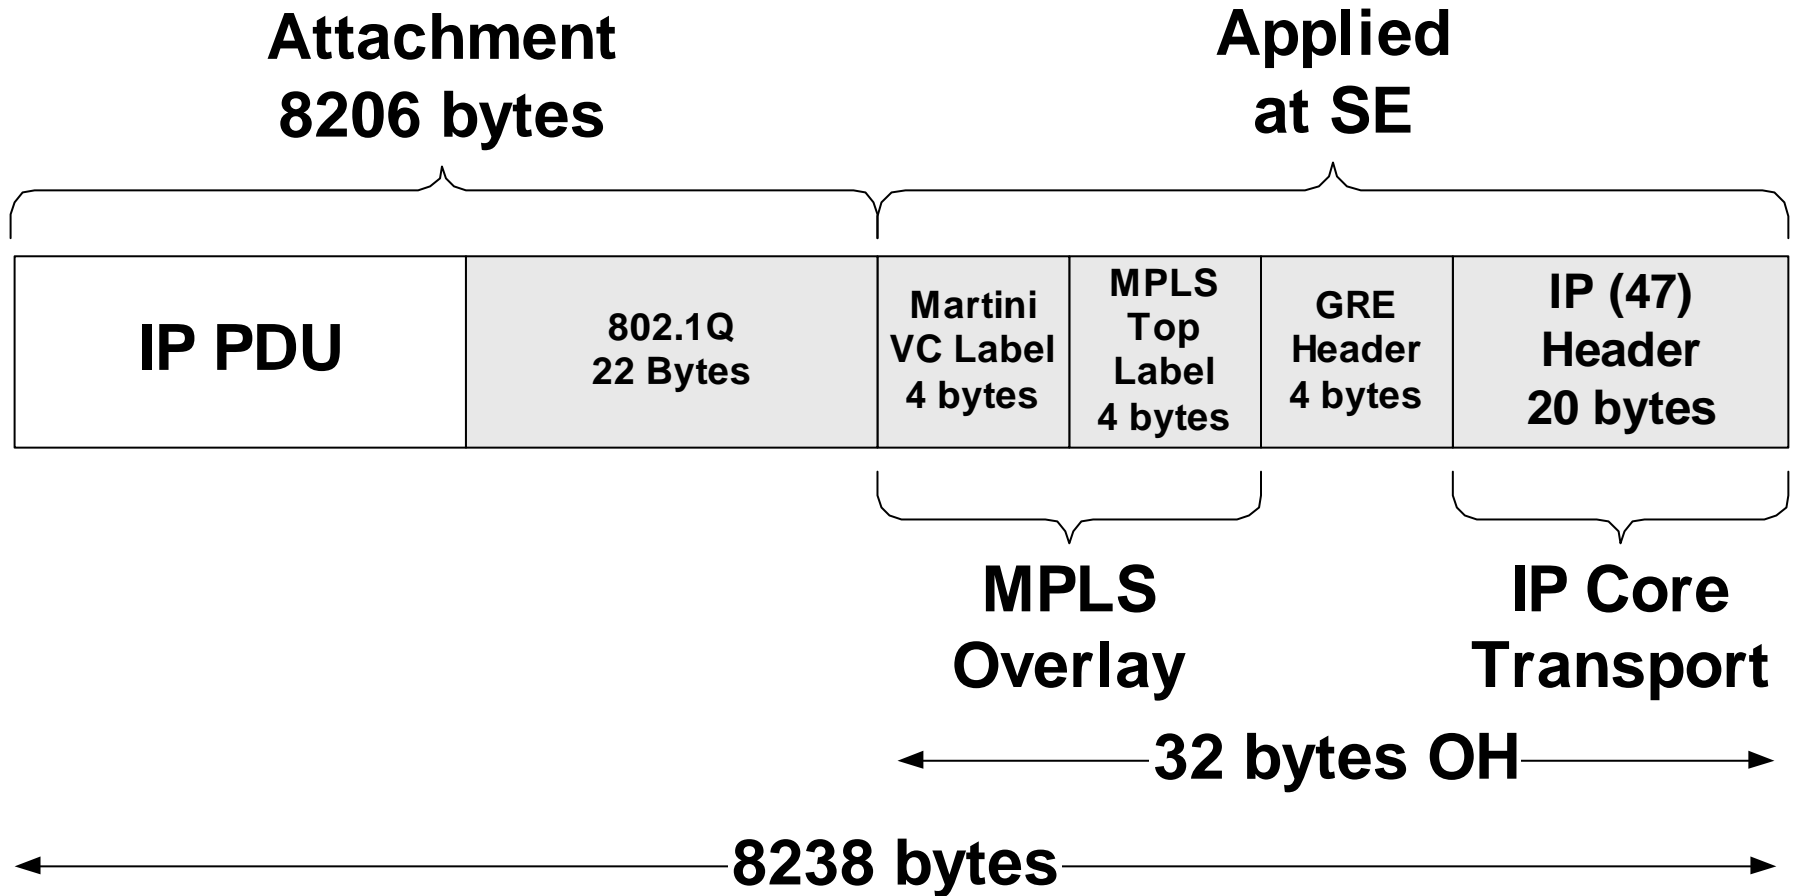 Attachment
8206 bytes
Applied
at SE
IP PDU
802.1Q
22 Bytes
Martini
VC Label
4 bytes
MPLS
Top
Label
4 bytes
GRE
Header
4 bytes
IP (47)
Header
20 bytes
MPLS
Overlay
IP Core
Transport
32 bytes OH
8238 bytes